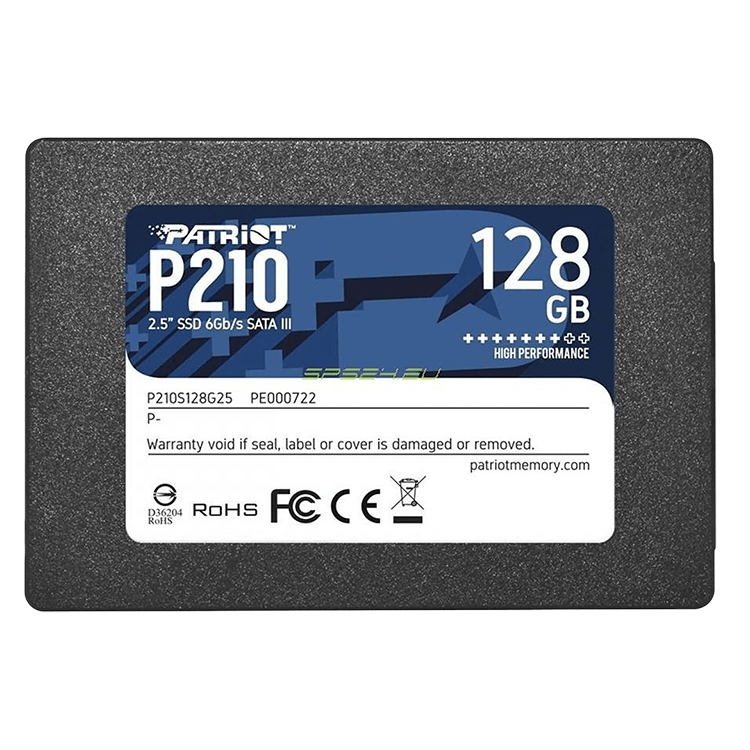 PATRIOT™
P210
2.5" SSD 6Gb/s SATA III
128
GB
HIGH PERFORMANCE
SPS24.EU
P210S128G25 PE000722
P-
Warranty void if seal, label or cover is damaged or removed.
patriotmemory.com
D36204
RoHS
RoHS
FC CE